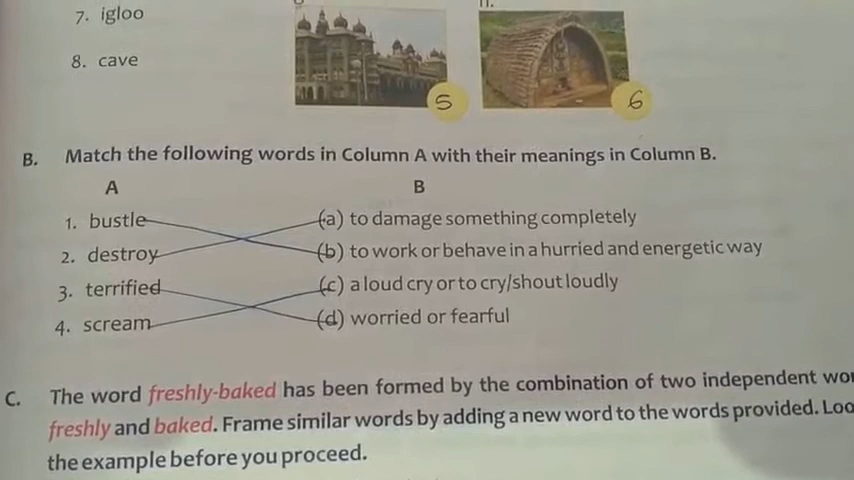 7. igloo
8. cave
5
6
B. Match the following words in Column A with their meanings in Column B.
A B
1. bustle (a) to damage something completely
2. destroy (b) to work or behave in a hurried and energetic way
3. terrified (c) a loud cry or to cry/shout loudly
4. scream (d) worried or fearful
C. The word freshly-baked has been formed by the combination of two independent
freshly and baked. Frame similar words by adding a new word to the words provided.
the example before you proceed.